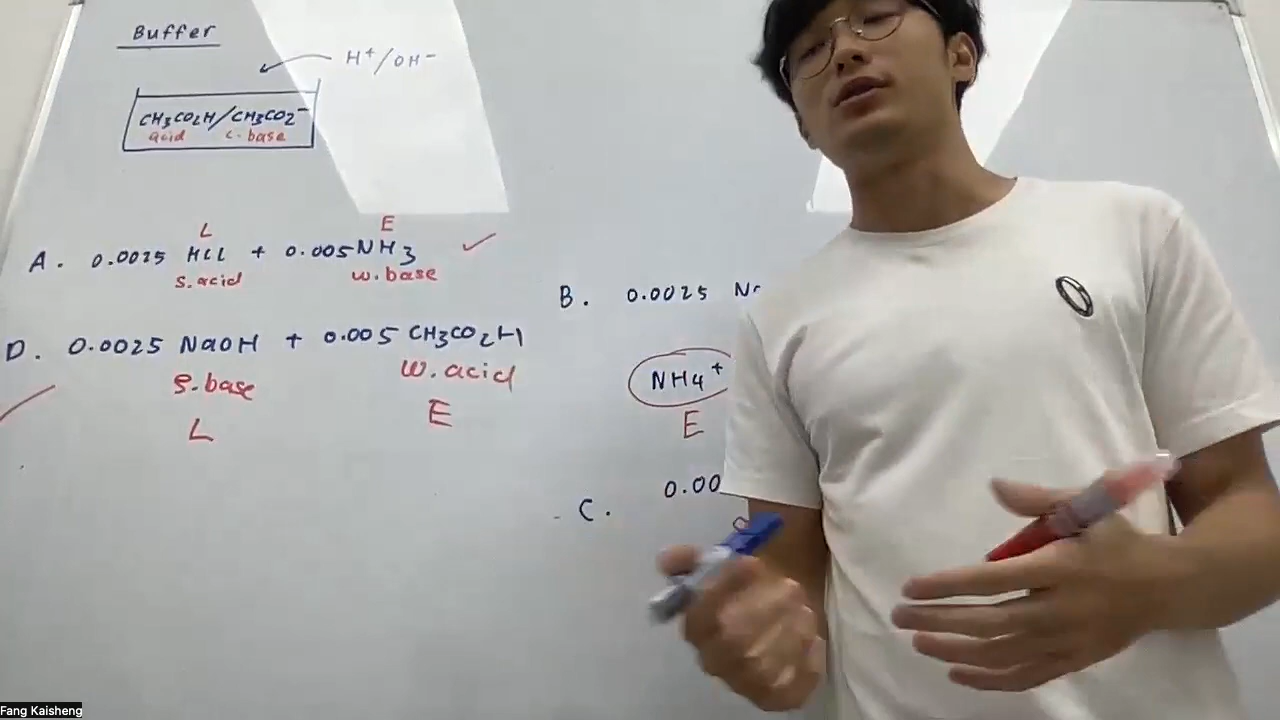 Buffer
H⁺/OH⁻
CH₃CO₂H/CH₃CO₂⁻
acid c.base
L E
A. 0.0025 HCl + 0.005 NH₃ ✓
s.acid w.base
B. 0.0025
D. 0.0025 NaOH + 0.005 CH₃CO₂H
s.base w.acid
✓ L E
NH₄⁺
E
C. 0.00
Fang Kaisheng